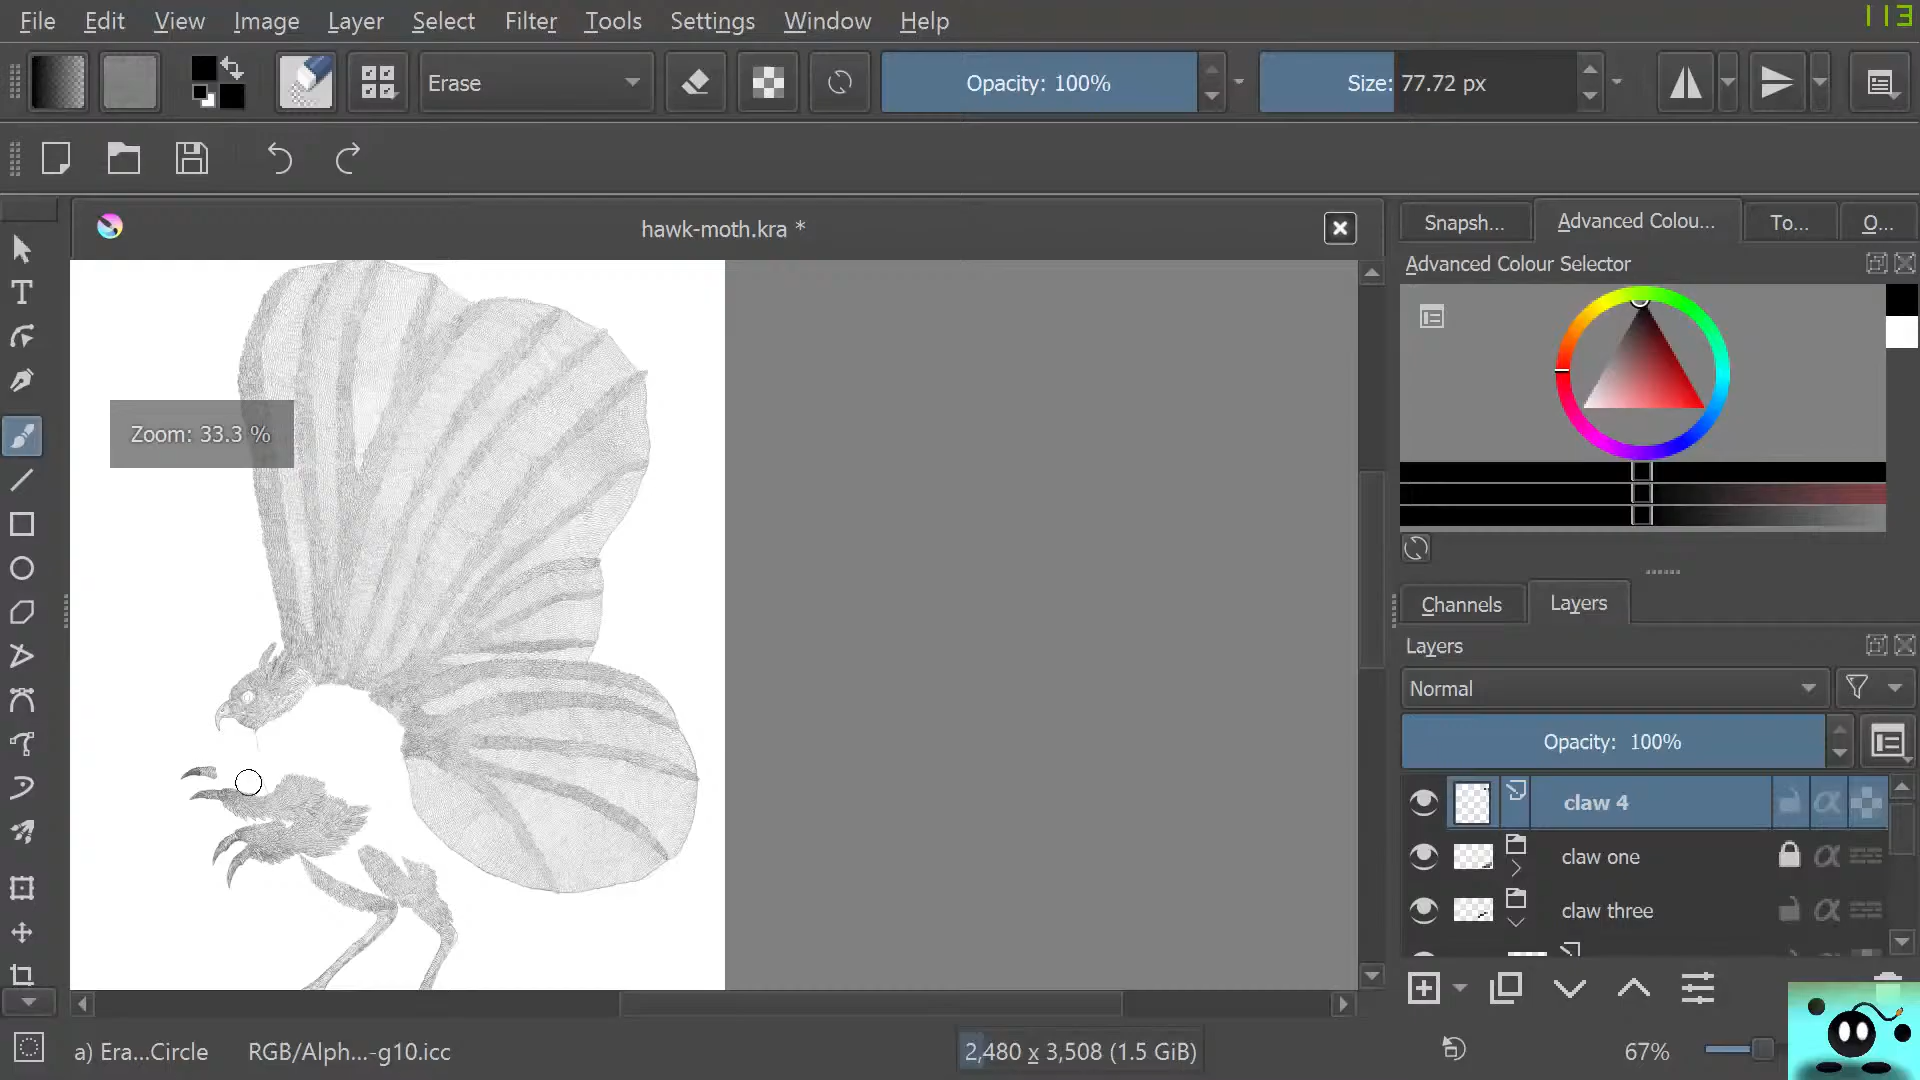 File Edit View Image Layer Select Filter Tools Settings Window Help
113
Erase
Opacity: 100%
Size: 77.72 px
hawk-moth.kra *
Snapsh...
Advanced Colou...
To...
O...
Advanced Colour Selector
Zoom: 33.3 %
Channels
Layers
Layers
Normal
Opacity: 100%
claw 4
claw one
claw three
a) Era...Circle
RGB/Alph...-g10.icc
2,480 x 3,508 (1.5 GiB)
67%